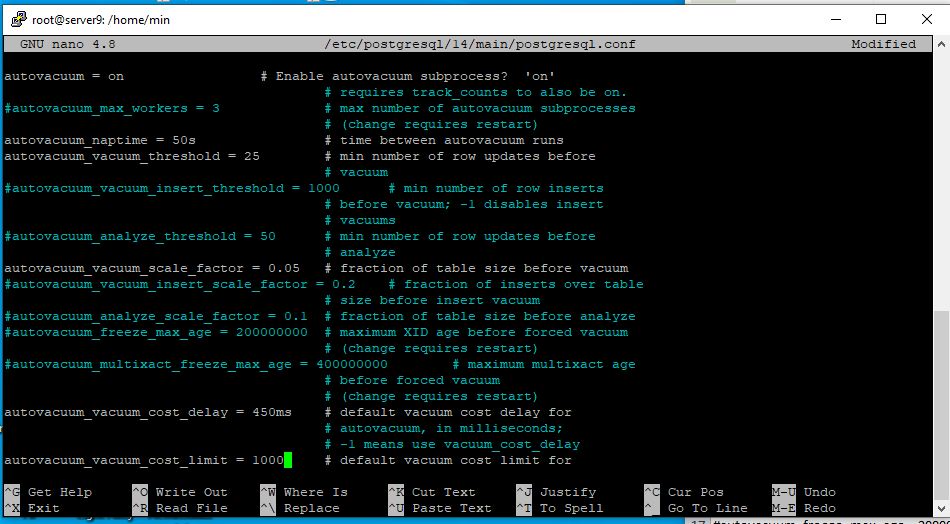 root@server9: /home/min
GNU nano 4.8 /etc/postgresql/14/main/postgresql.conf Modified
autovacuum = on # Enable autovacuum subprocess? 'on'
# requires track_counts to also be on.
#autovacuum_max_workers = 3 # max number of autovacuum subprocesses
# (change requires restart)
autovacuum_naptime = 50s # time between autovacuum runs
autovacuum_vacuum_threshold = 25 # min number of row updates before
# vacuum
#autovacuum_vacuum_insert_threshold = 1000 # min number of row inserts
# before vacuum; -1 disables insert
# vacuums
#autovacuum_analyze_threshold = 50 # min number of row updates before
# analyze
autovacuum_vacuum_scale_factor = 0.05 # fraction of table size before vacuum
#autovacuum_vacuum_insert_scale_factor = 0.2 # fraction of inserts over table
# size before insert vacuum
#autovacuum_analyze_scale_factor = 0.1 # fraction of table size before analyze
#autovacuum_freeze_max_age = 200000000 # maximum XID age before forced vacuum
# (change requires restart)
#autovacuum_multixact_freeze_max_age = 400000000 # maximum multixact age
# before forced vacuum
# (change requires restart)
autovacuum_vacuum_cost_delay = 450ms # default vacuum cost delay for
# autovacuum, in milliseconds;
# -1 means use vacuum_cost_delay
autovacuum_vacuum_cost_limit = 1000 # default vacuum cost limit for
^G Get Help ^O Write Out ^W Where Is ^K Cut Text ^J Justify ^C Cur Pos M-U Undo
^X Exit ^R Read File ^\ Replace ^U Paste Text ^T To Spell ^_ Go To Line M-E Redo